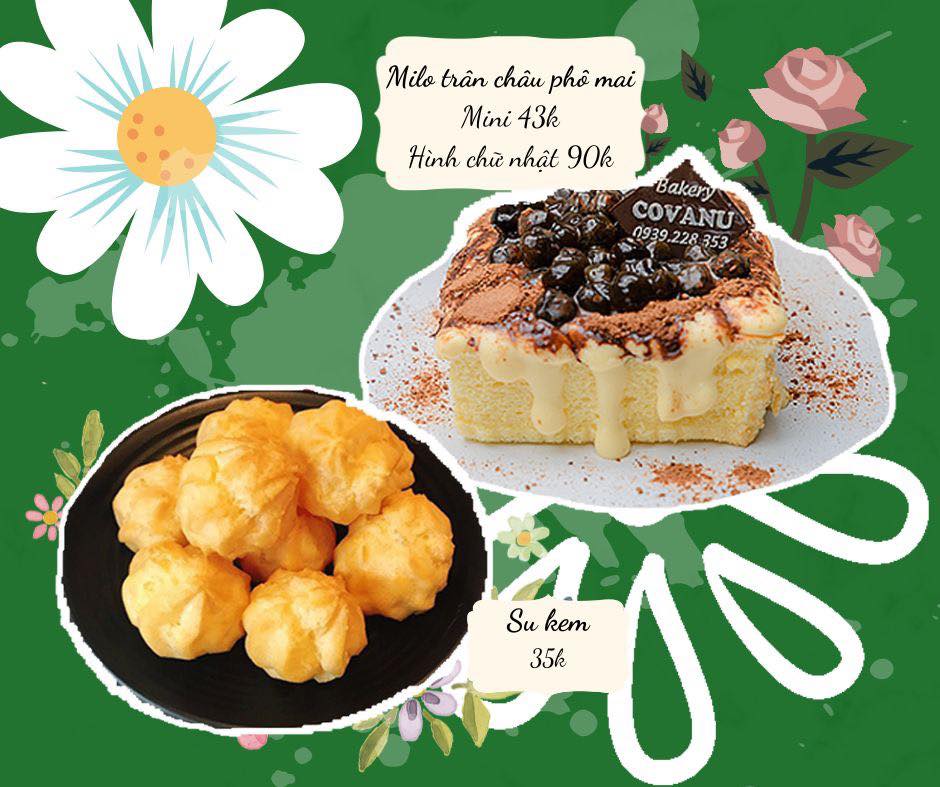 Milo trân châu phô mai
Mini 43k
Hình chữ nhật 90k
Bakery
COVANU
0939.228.353
Su kem
35k